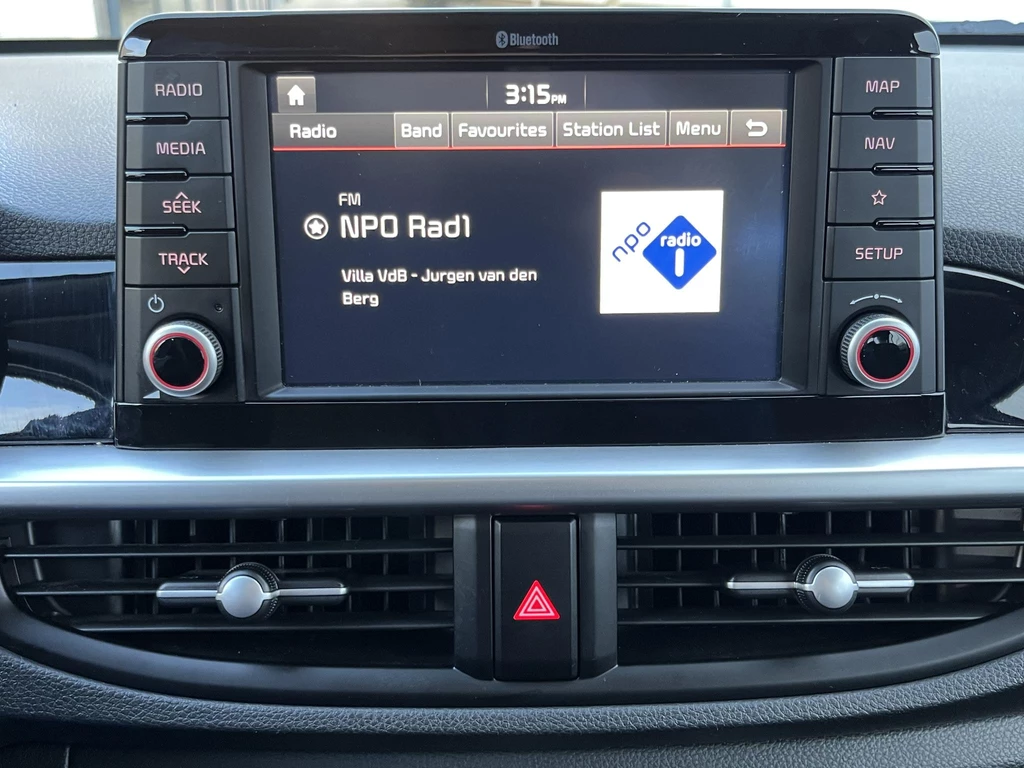 Bluetooth
RADIO
MEDIA
SEEK
TRACK
3:15PM
Radio Band Favourites Station List Menu
FM
NPO Rad1
Villa VdB - Jurgen van den
Berg
npo
radio
1
MAP
NAV
SETUP